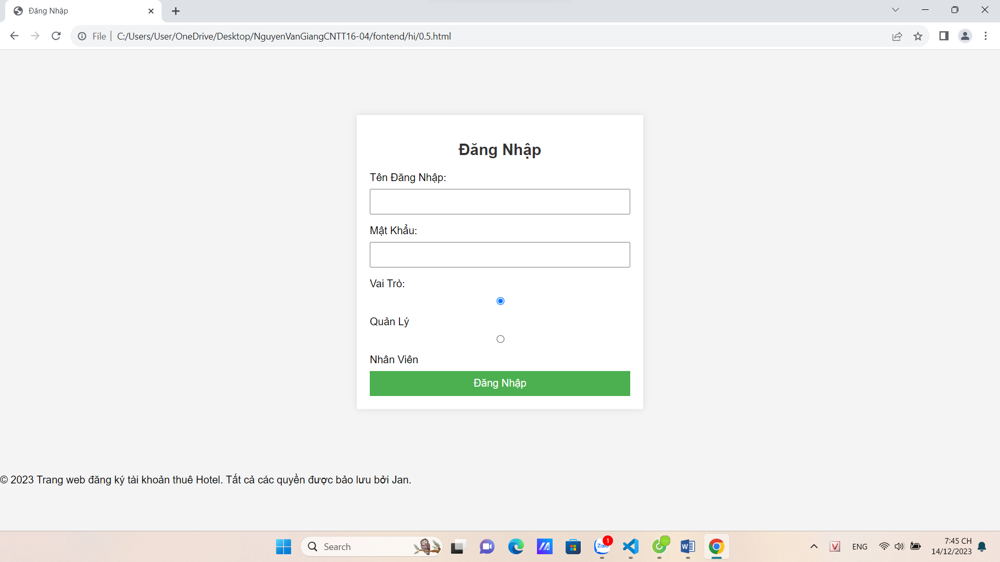 Đăng Nhập
File
C:/Users/User/OneDrive/Desktop/NguyenVanGiangCNTT16-04/fontend/hi/0.5.html
Đăng Nhập
Tên Đăng Nhập:
Mật Khẩu:
Vai Trò:
Quản Lý
Nhân Viên
Đăng Nhập
© 2023 Trang web đăng ký tài khoản thuê Hotel. Tất cả các quyền được bảo lưu bởi Jan.
Search
Zalo
1
ENG
7:45 CH
14/12/2023